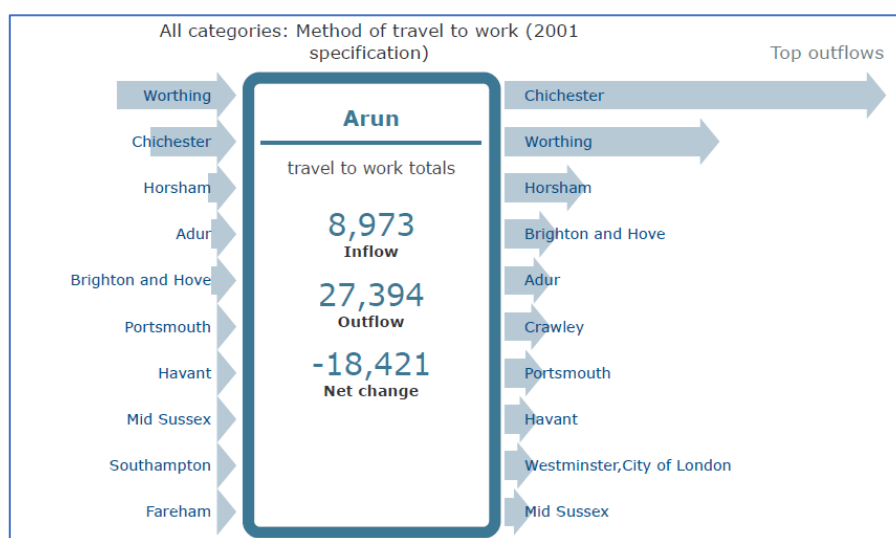 All categories: Method of travel to work (2001
specification)
Top outflows
Worthing
Chichester
Horsham
Adur
Brighton and Hove
Portsmouth
Havant
Mid Sussex
Southampton
Fareham
Arun
travel to work totals
8,973
Inflow
27,394
Outflow
-18,421
Net change
Chichester
Worthing
Horsham
Brighton and Hove
Adur
Crawley
Portsmouth
Havant
Westminster,City of London
Mid Sussex